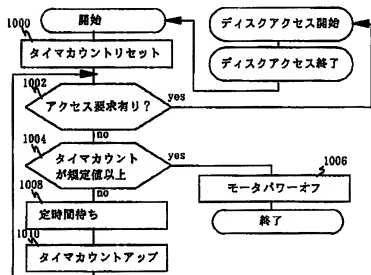 開始
1000
タイマカウントリセット
ディスクアクセス開始
ディスクアクセス終了
1002
アクセス要求有り?
yes
no
1004
タイマカウント
が規定値以上
yes
no
1006
モータパワーオフ
終了
1008
定時間待ち
1010
タイマカウントアップ